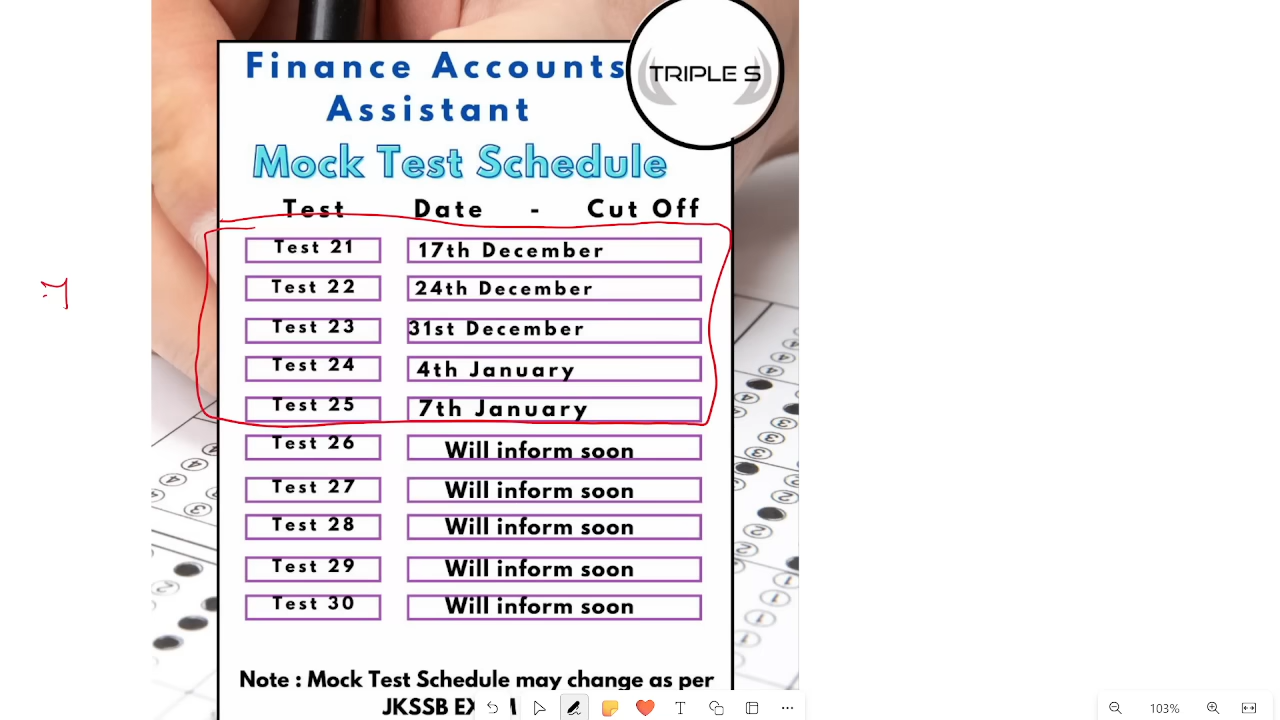 Finance Accounts
Assistant
TRIPLE S
Mock Test Schedule
Test Date - Cut Off
Test 21 17th December
Test 22 24th December
Test 23 31st December
Test 24 4th January
Test 25 7th January
Test 26 Will inform soon
Test 27 Will inform soon
Test 28 Will inform soon
Test 29 Will inform soon
Test 30 Will inform soon
Note : Mock Test Schedule may change as per
JKSSB
103%